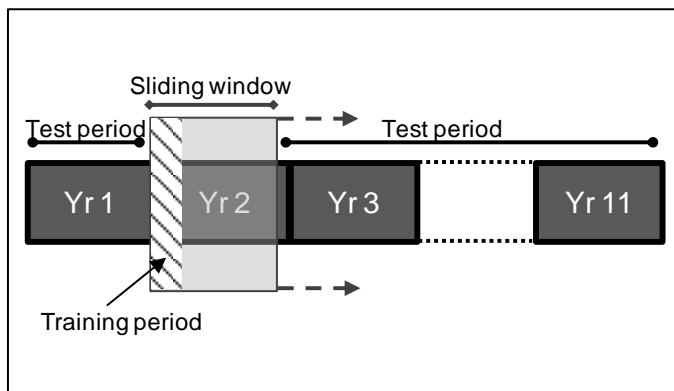 Sliding window
Test period
Test period
Yr 1
Yr 2
Yr 3
Yr 11
Training period